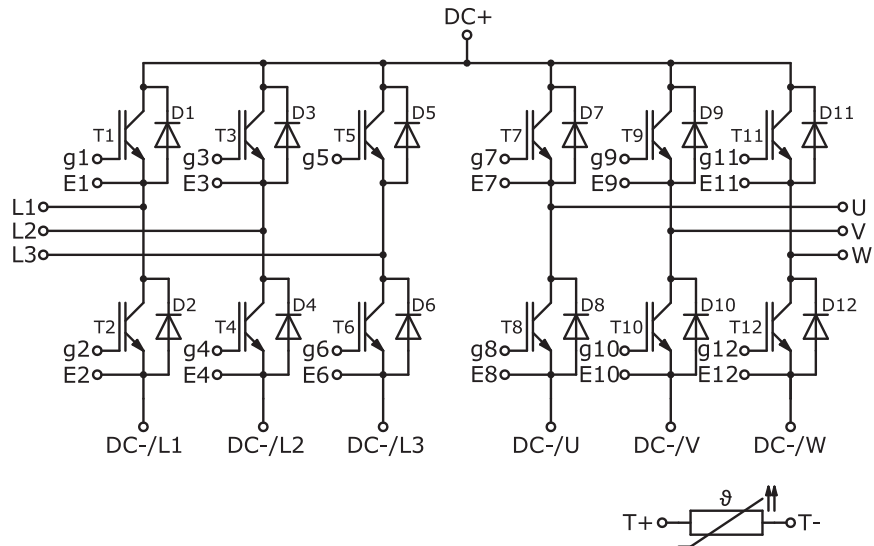 DC+
D1 D3 D5 D7 D9 D11
T1 T3 T5 T7 T9 T11
g1 g3 g5 g7 g9 g11
E1 E3 E7 E9 E11
L1 U
L2 V
L3 W
D2 D4 D6 D8 D10 D12
T2 T4 T6 T8 T10 T12
g2 g4 g6 g8 g10 g12
E2 E4 E6 E8 E10 E12
DC-/L1 DC-/L2 DC-/L3 DC-/U DC-/V DC-/W
ϑ
T+ T-